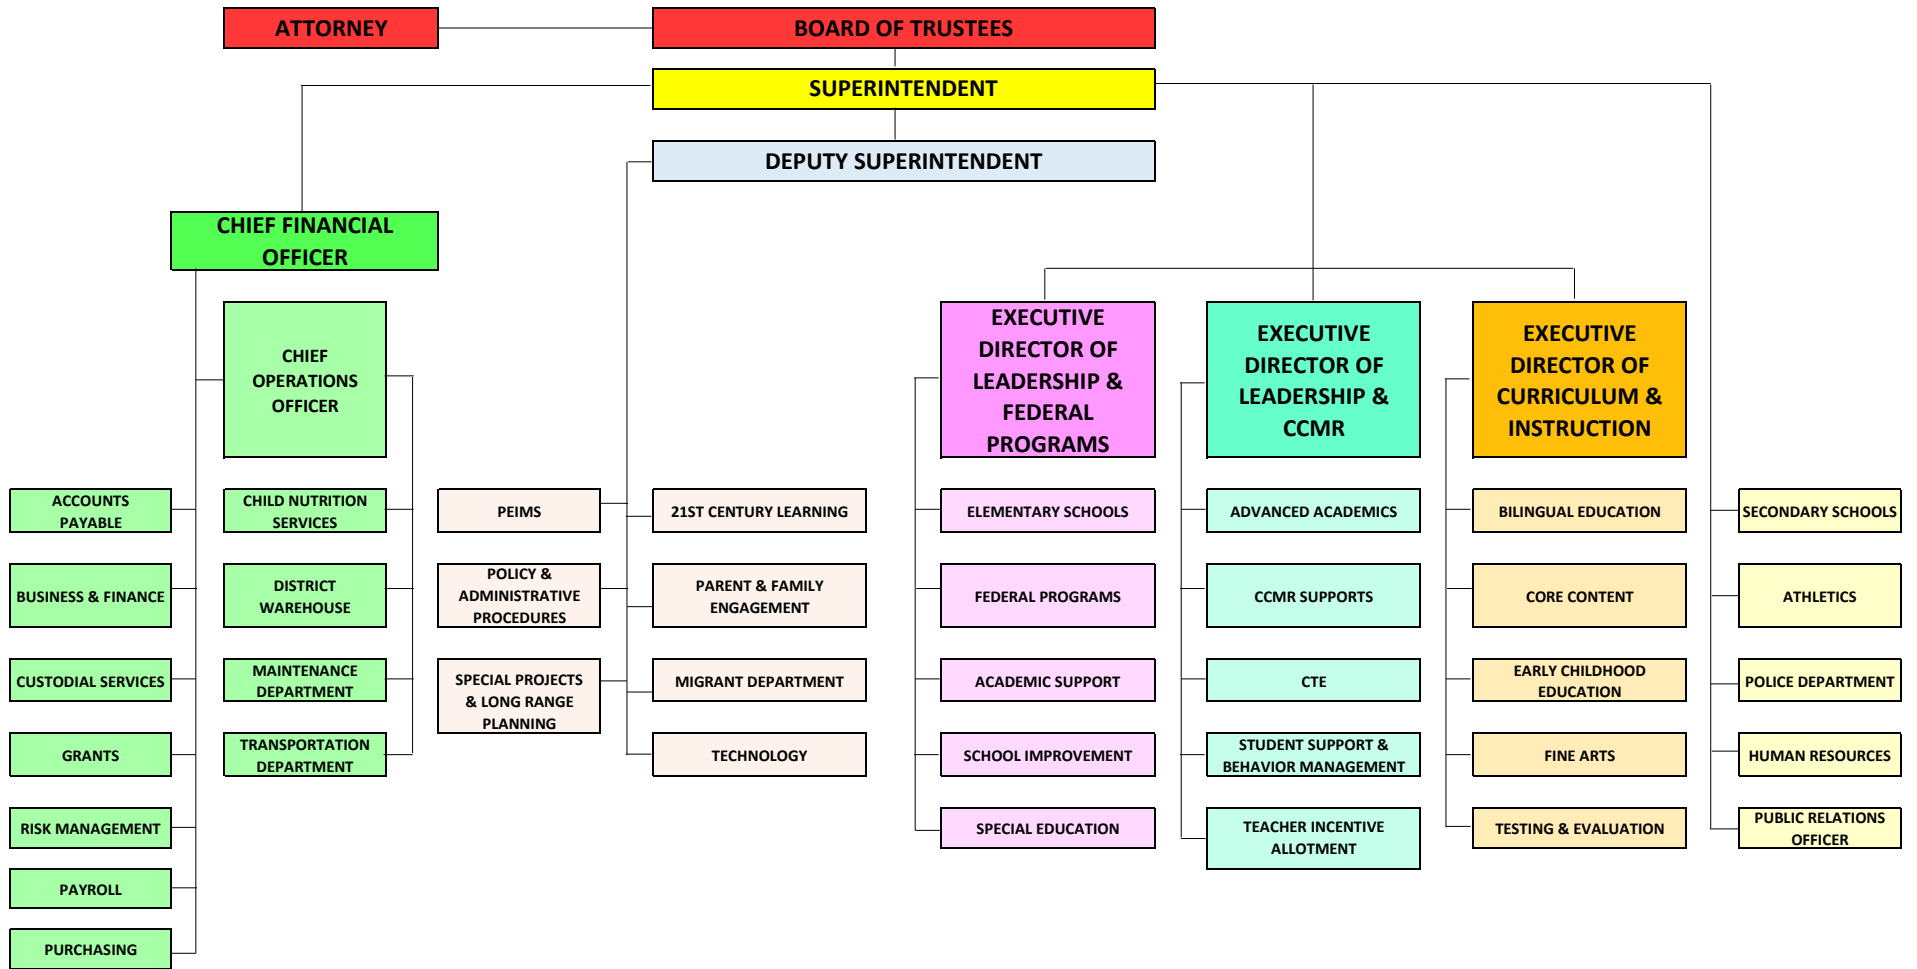 ATTORNEY
BOARD OF TRUSTEES
SUPERINTENDENT
DEPUTY SUPERINTENDENT
CHIEF FINANCIAL
OFFICER
CHIEF
OPERATIONS
OFFICER
EXECUTIVE
DIRECTOR OF
LEADERSHIP &
FEDERAL
PROGRAMS
EXECUTIVE
DIRECTOR OF
LEADERSHIP &
CCMR
EXECUTIVE
DIRECTOR OF
CURRICULUM &
INSTRUCTION
ACCOUNTS
PAYABLE
BUSINESS & FINANCE
CUSTODIAL SERVICES
GRANTS
RISK MANAGEMENT
PAYROLL
PURCHASING
CHILD NUTRITION
SERVICES
DISTRICT
WAREHOUSE
MAINTENANCE
DEPARTMENT
TRANSPORTATION
DEPARTMENT
PEIMS
POLICY &
ADMINISTRATIVE
PROCEDURES
SPECIAL PROJECTS
& LONG RANGE
PLANNING
21ST CENTURY LEARNING
PARENT & FAMILY
ENGAGEMENT
MIGRANT DEPARTMENT
TECHNOLOGY
ELEMENTARY SCHOOLS
FEDERAL PROGRAMS
ACADEMIC SUPPORT
SCHOOL IMPROVEMENT
SPECIAL EDUCATION
ADVANCED ACADEMICS
CCMR SUPPORTS
CTE
STUDENT SUPPORT &
BEHAVIOR MANAGEMENT
TEACHER INCENTIVE
ALLOTMENT
BILINGUAL EDUCATION
CORE CONTENT
EARLY CHILDHOOD
EDUCATION
FINE ARTS
TESTING & EVALUATION
SECONDARY SCHOOLS
ATHLETICS
POLICE DEPARTMENT
HUMAN RESOURCES
PUBLIC RELATIONS
OFFICER